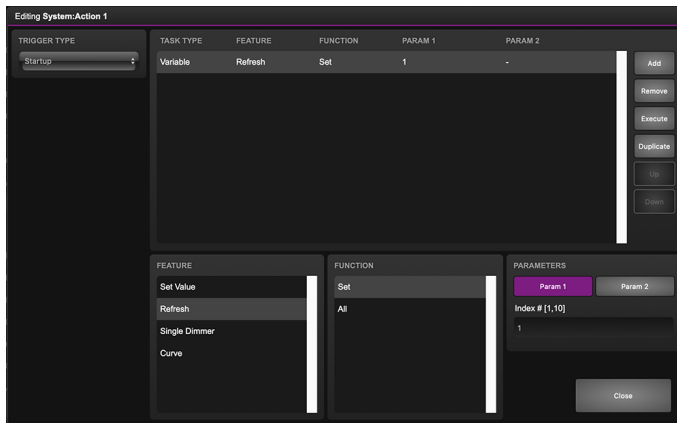 Editing System:Action 1
TRIGGER TYPE
Startup
TASK TYPE FEATURE FUNCTION PARAM 1 PARAM 2
Variable Refresh Set 1 -
Add
Remove
Execute
Duplicate
Up
Down
FEATURE
Set Value
Refresh
Single Dimmer
Curve
FUNCTION
Set
All
PARAMETERS
Param 1 Param 2
Index # [1,10]
1
Close